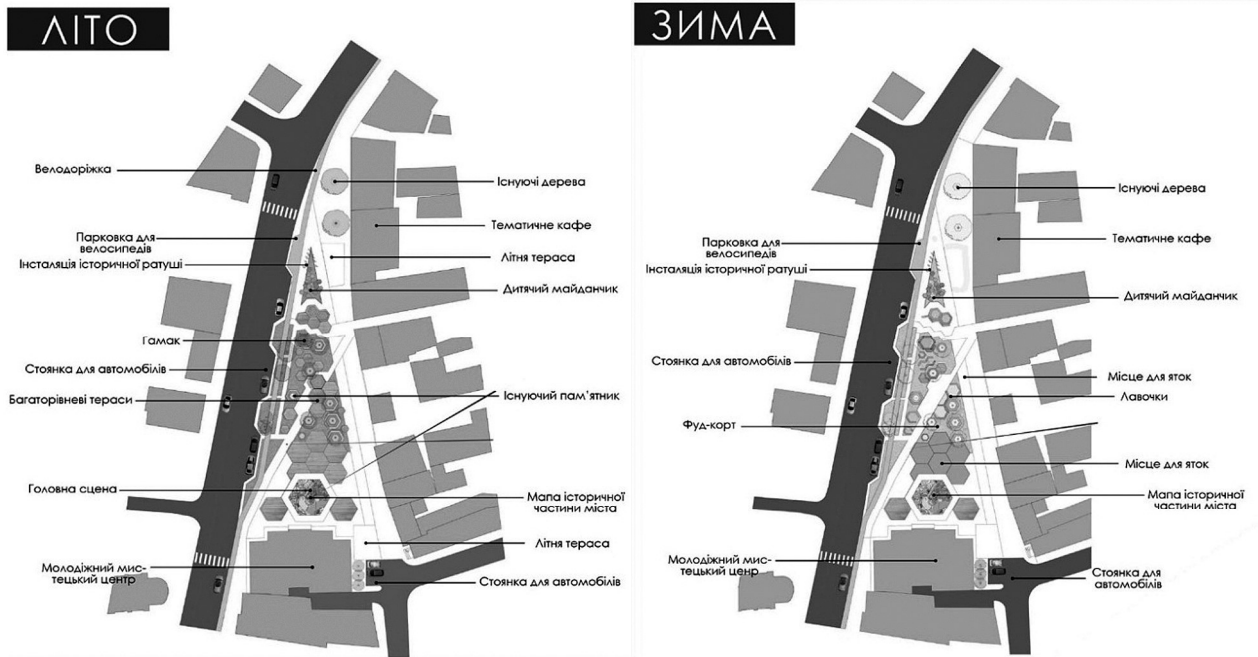 ЛІТО
Велодоріжка
Парковка для
велосипедів
Інсталяція історичної ратуші
Гамак
Стоянка для автомобілів
Багаторівневі тераси
Головна сцена
Молодіжний мис-
тецький центр
Існуючі дерева
Тематичне кафе
Літня тераса
Дитячий майданчик
Існуючий пам'ятник
Мапа історичної
частини міста
Літня тераса
Стоянка для автомобілів
ЗИМА
Парковка для
велосипедів
Інсталяція історичної ратуші
Стоянка для автомобілів
Фуд-корт
Молодіжний мис-
тецький ценр
Існуючі дерева
Тематичне кафе
Дитячий майданчик
Місце для яток
Лавочки
Місце для яток
Мапа історичної
частини міста
Стоянка для
автомобілів